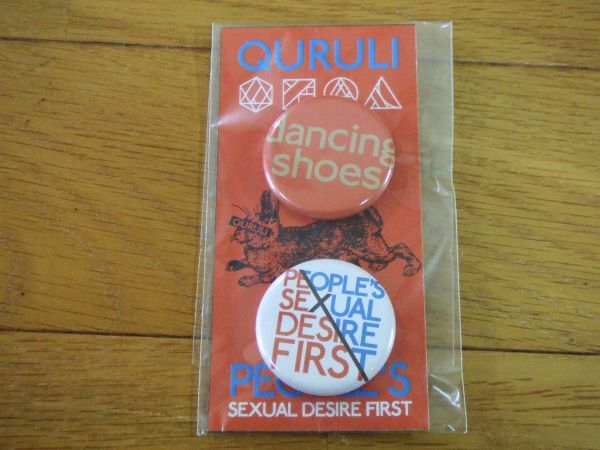 QURULI
dancing
shoes
QURULI
PEOPLE'S
SEXUAL
DESIRE
FIRST
PEOPLE'S
SEXUAL DESIRE FIRST